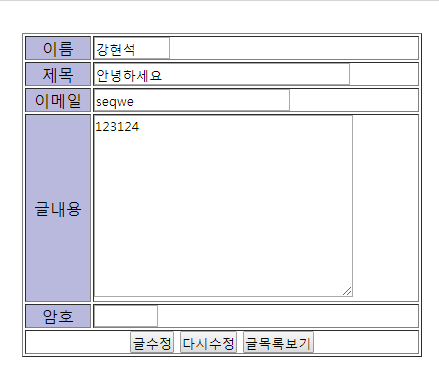 이름 강현석
제목 안녕하세요
이메일 seqwe
글내용 123124
암호
글수정 다시수정 글목록보기